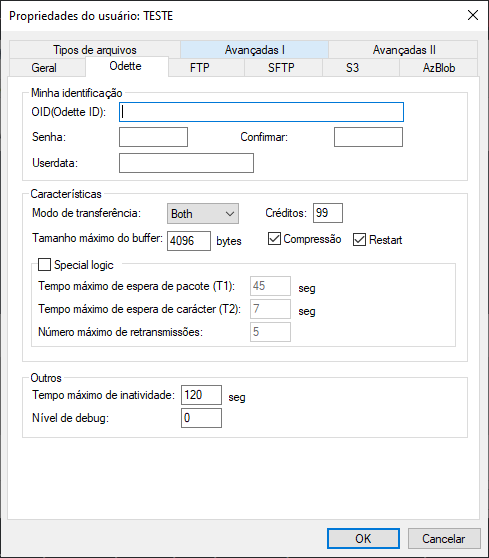 Propriedades do usuário: TESTE
Tipos de arquivos Avançadas I Avançadas II
Geral Odette FTP SFTP S3 AzBlob
Minha identificação
OID(Odette ID):
Senha: Confirmar:
Userdata:
Características
Modo de transferência: Both Créditos: 99
Tamanho máximo do buffer: 4096 bytes Compressão Restart
Special logic
Tempo máximo de espera de pacote (T1): 45 seg
Tempo máximo de espera de carácter (T2): 7 seg
Número máximo de retransmissões: 5
Outros
Tempo máximo de inatividade: 120 seg
Nível de debug: 0
OK Cancelar